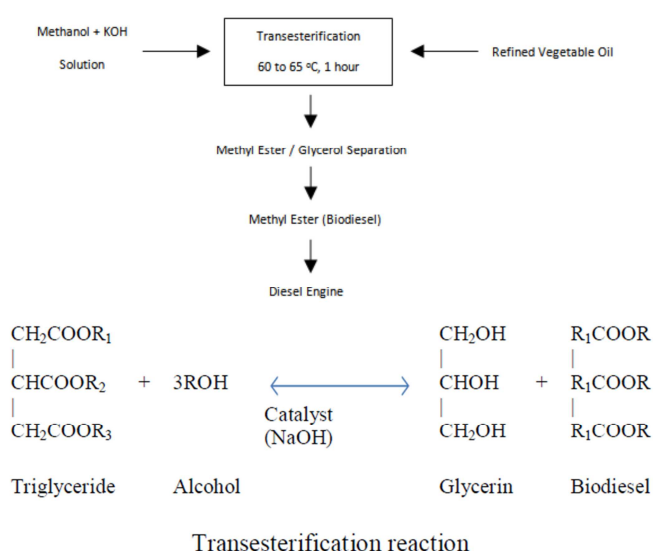 Methanol + KOH
Solution
Transesterification
60 to 65 ºC, 1 hour
Refined Vegetable Oil
Methyl Ester / Glycerol Separation
Methyl Ester (Biodiesel)
Diesel Engine
CH₂COOR₁ CH₂OH R₁COOR
| | |
CHCOOR₂ + 3ROH CHOH + R₁COOR
| Catalyst | |
CH₂COOR₃ (NaOH) CH₂OH R₁COOR
Triglyceride Alcohol Glycerin Biodiesel
Transesterification reaction